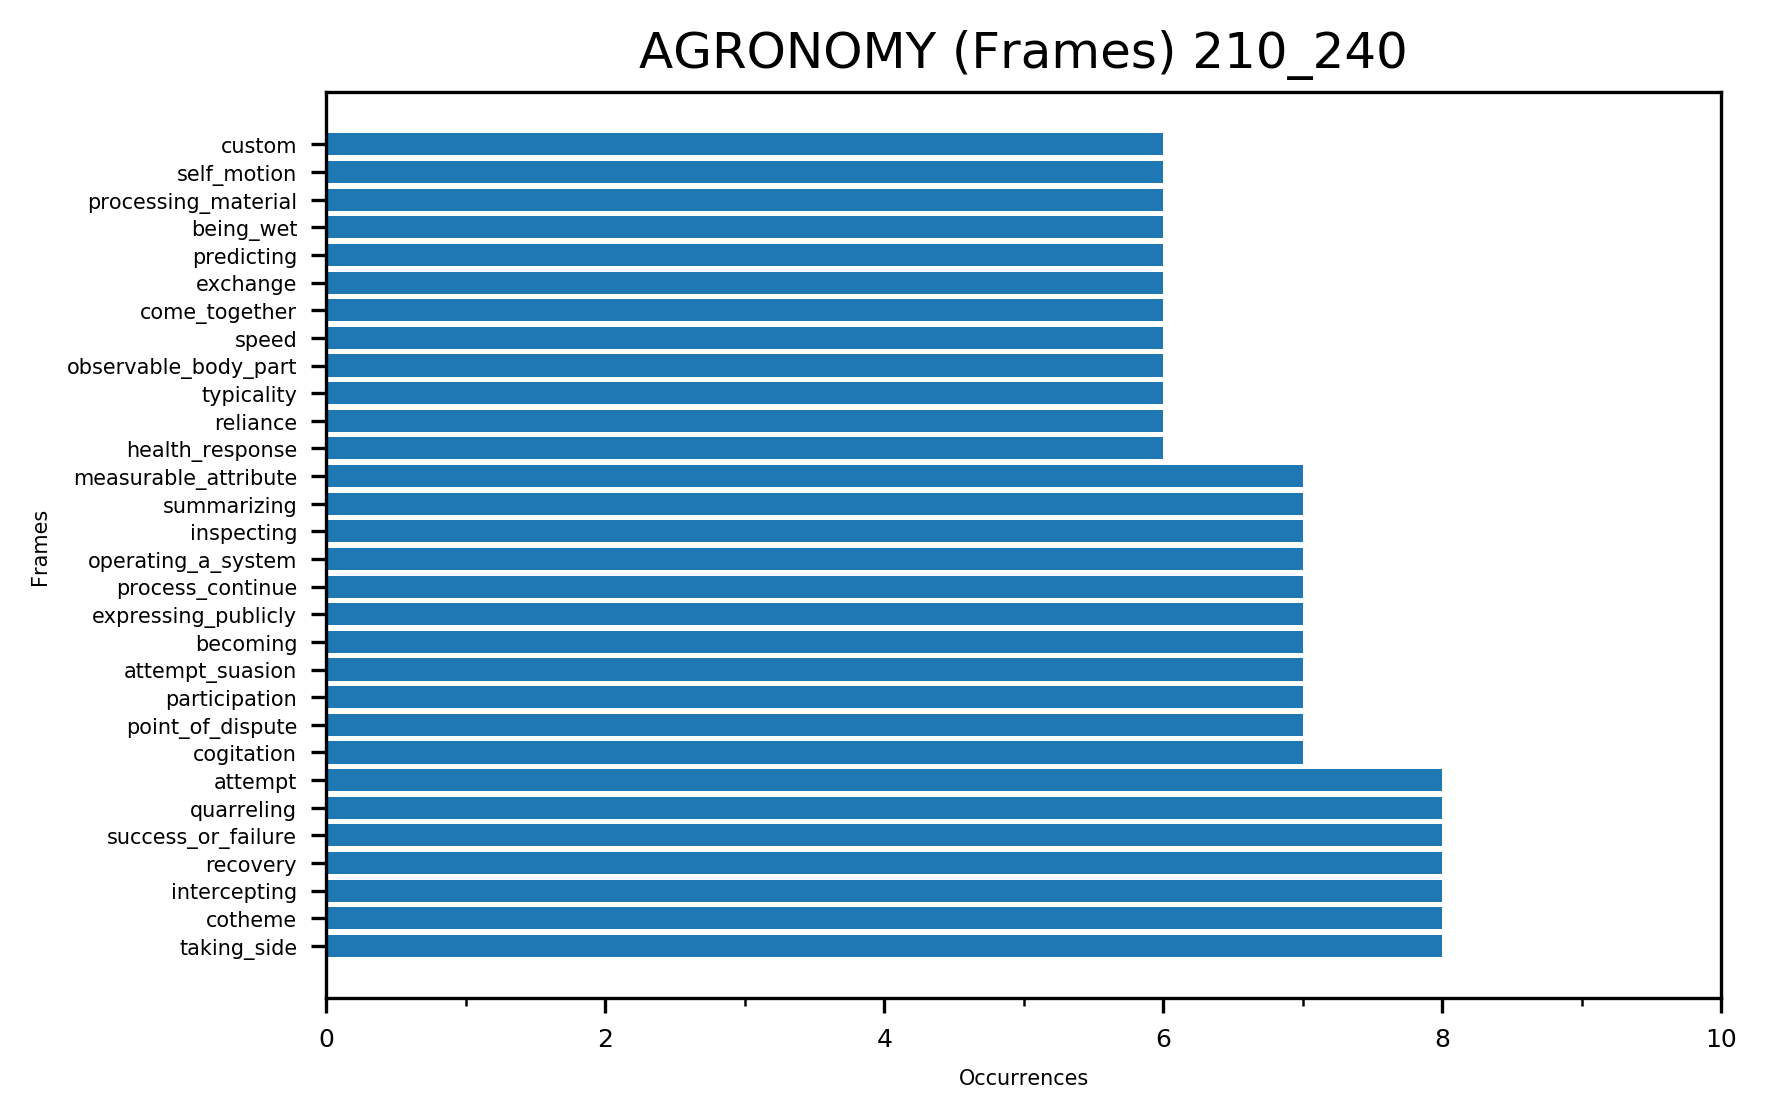 AGRONOMY (Frames) 210_240
custom
self_motion
processing_material
being_wet
predicting
exchange
come_together
speed
observable_body_part
typicality
reliance
health_response
measurable_attribute
summarizing
inspecting
operating_a_system
process_continue
expressing_publicly
becoming
attempt_suasion
participation
point_of_dispute
cogitation
attempt
quarreling
success_or_failure
recovery
intercepting
cotheme
taking_side
Frames
0 2 4 6 8 10
Occurrences